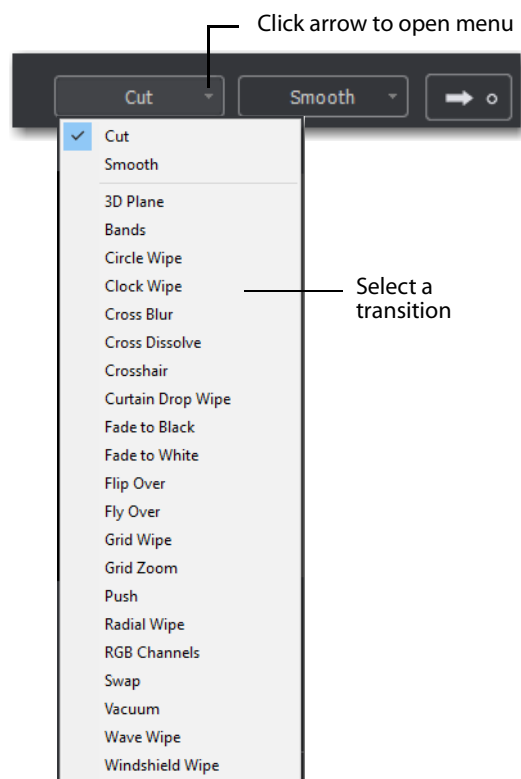 Click arrow to open menu
Cut
Smooth
Cut
Smooth
3D Plane
Bands
Circle Wipe
Clock Wipe
Select a
transition
Cross Blur
Cross Dissolve
Crosshair
Curtain Drop Wipe
Fade to Black
Fade to White
Flip Over
Fly Over
Grid Wipe
Grid Zoom
Push
Radial Wipe
RGB Channels
Swap
Vacuum
Wave Wipe
Windshield Wipe